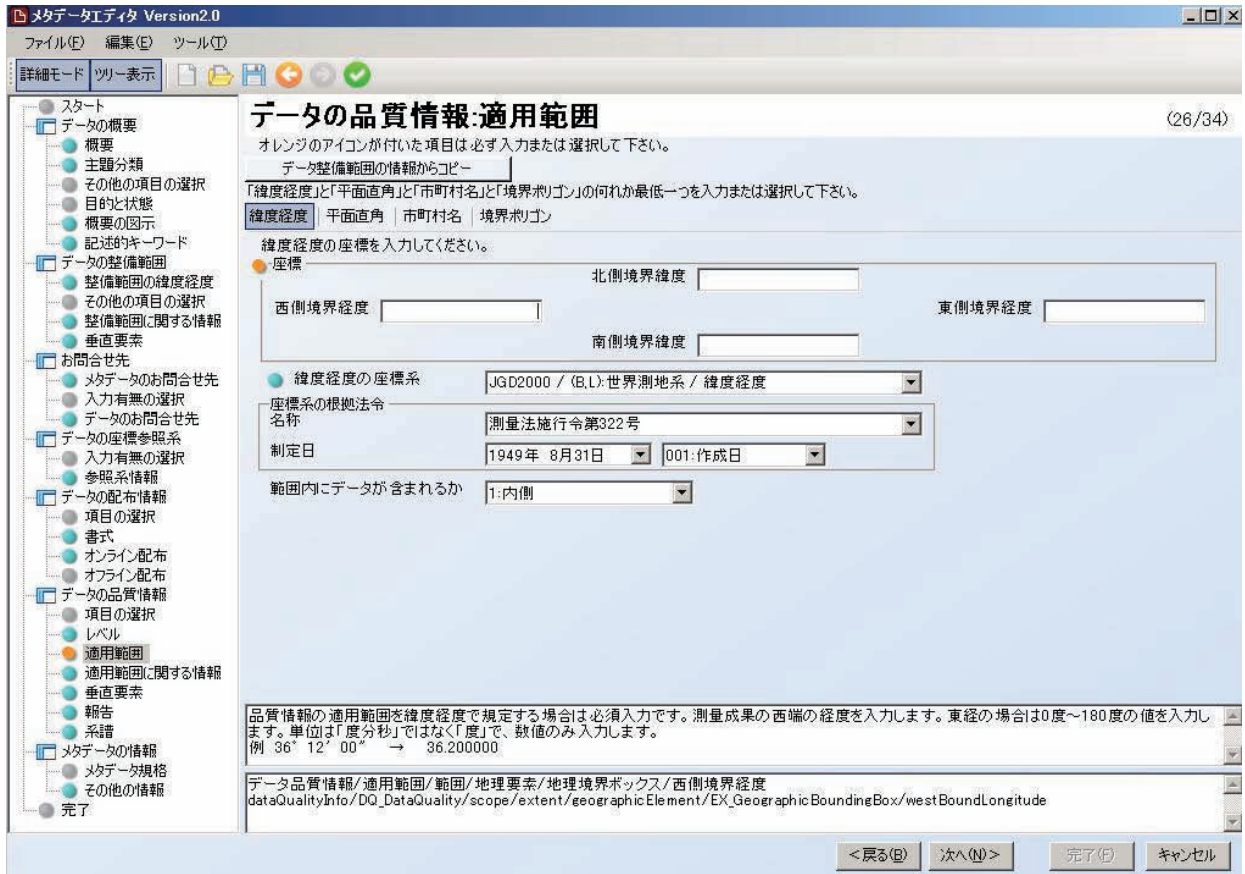 メタデータエディタ Version2.0
ファイル(F) 編集(E) ツール(T)
詳細モード ツリー表示
スタート
データの概要
概要
主題分類
その他の項目の選択
目的と状態
概要の図示
記述的キーワード
データの整備範囲
整備範囲の緯度経度
その他の項目の選択
整備範囲に関する情報
垂直要素
お問合せ先
メタデータのお問合せ先
入力有無の選択
データのお問合せ先
データの座標参照系
入力有無の選択
参照系情報
データの配布情報
項目の選択
書式
オンライン配布
オフライン配布
データの品質情報
項目の選択
レベル
適用範囲
適用範囲に関する情報
垂直要素
報告
系譜
メタデータの情報
メタデータ規格
その他の情報
完了
データの品質情報:適用範囲
(26/34)
オレンジのアイコンが付いた項目は必ず入力または選択して下さい。
データ整備範囲の情報からコピー
「緯度経度」と「平面直角」と「市町村名」と「境界ポリゴン」の何れか最低一つを入力または選択して下さい。
緯度経度 平面直角 市町村名 境界ポリゴン
緯度経度の座標を入力してください。
座標
北側境界緯度
西側境界経度
東側境界経度
南側境界緯度
緯度経度の座標系 JGD2000 / (B,L):世界測地系 / 緯度経度
座標系の根拠法令
名称 測量法施行令第322号
制定日 1949年 8月31日 001:作成日
範囲内にデータが含まれるか 1:内側
品質情報の適用範囲を緯度経度で規定する場合は必須入力です。測量成果の西端の経度を入力します。東経の場合は0度～180度の値を入力し
ます。単位は「度分秒」ではなく「度」で、数値のみ入力します。
例 36° 12′ 00″ → 36.200000
データ品質情報/適用範囲/範囲/地理要素/地理境界ボックス/西側境界経度
dataQualityInfo/DQ_DataQuality/scope/extent/geographicElement/EX_GeographicBoundingBox/westBoundLongitude
<戻る(B) 次へ(N)> 完了(F) キャンセル